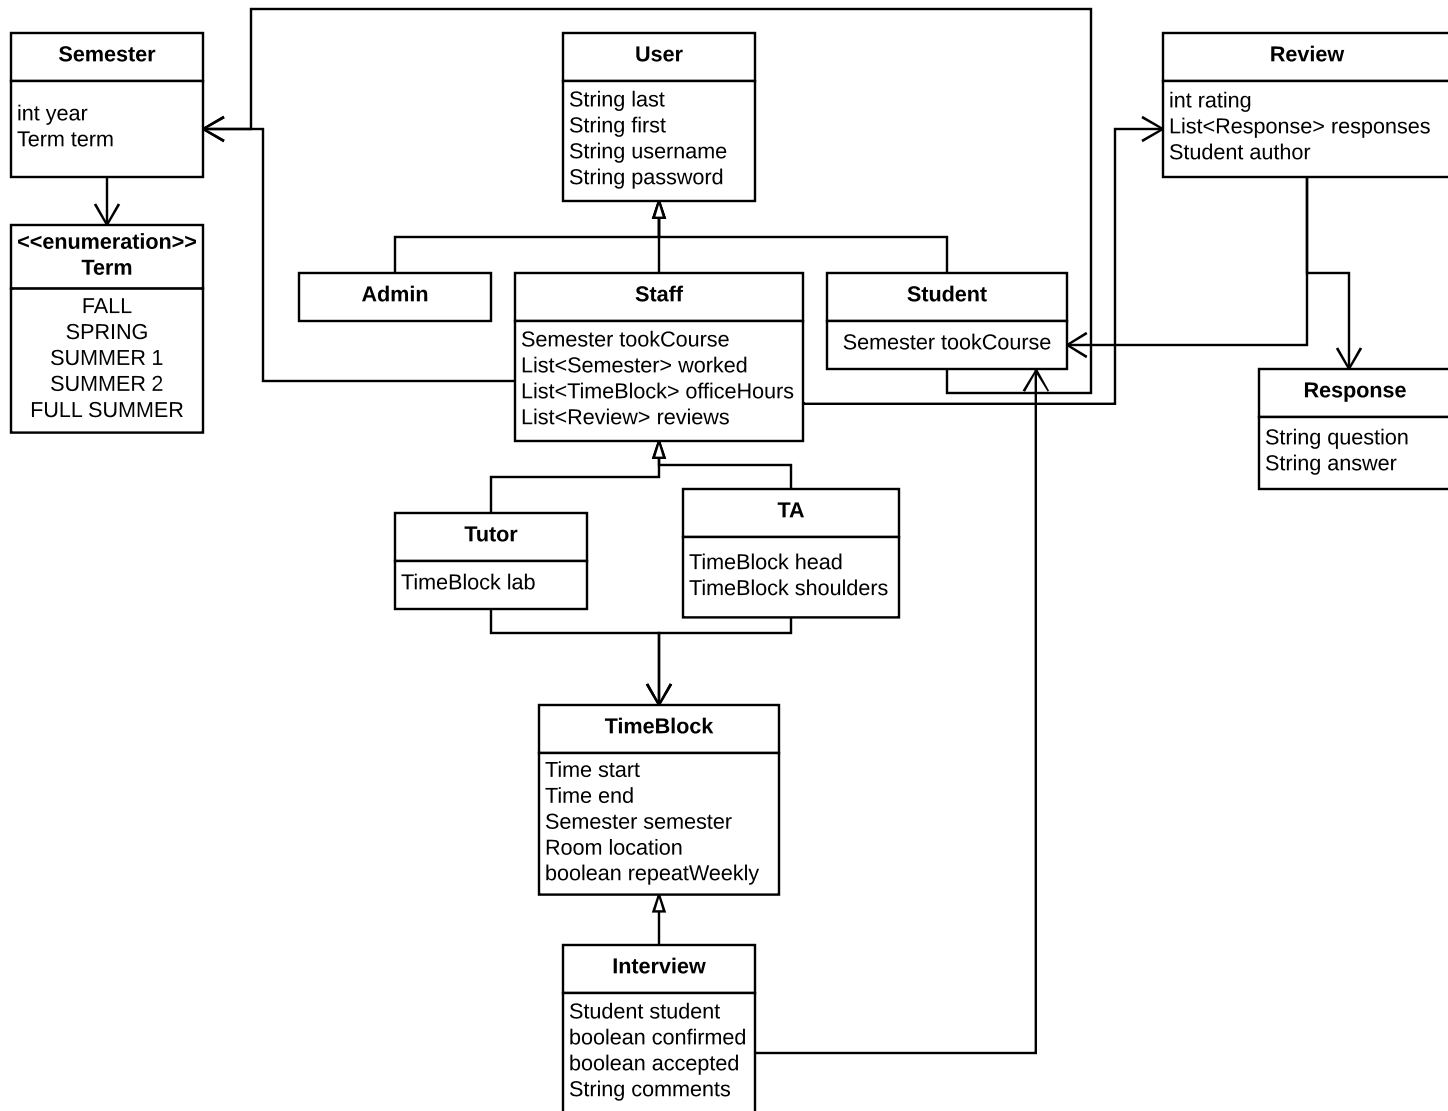 Semester
int year
Term term
<<enumeration>>
Term
FALL
SPRING
SUMMER 1
SUMMER 2
FULL SUMMER
User
String last
String first
String username
String password
Review
int rating
List<Response> responses
Student author
Admin
Staff
Semester tookCourse
List<Semester> worked
List<TimeBlock> officeHours
List<Review> reviews
Student
Semester tookCourse
Response
String question
String answer
Tutor
TimeBlock lab
TA
TimeBlock head
TimeBlock shoulders
TimeBlock
Time start
Time end
Semester semester
Room location
boolean repeatWeekly
Interview
Student student
boolean confirmed
boolean accepted
String comments